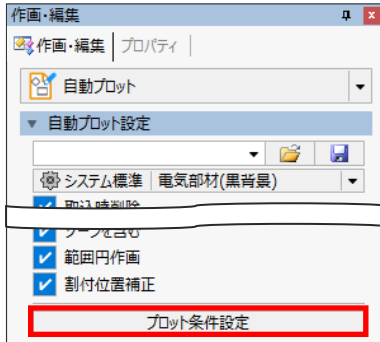 作画・編集
作画・編集 プロパティ
自動プロット
自動プロット設定
システム標準 電気部材(黒背景)
範囲円作画
割付位置補正
プロット条件設定